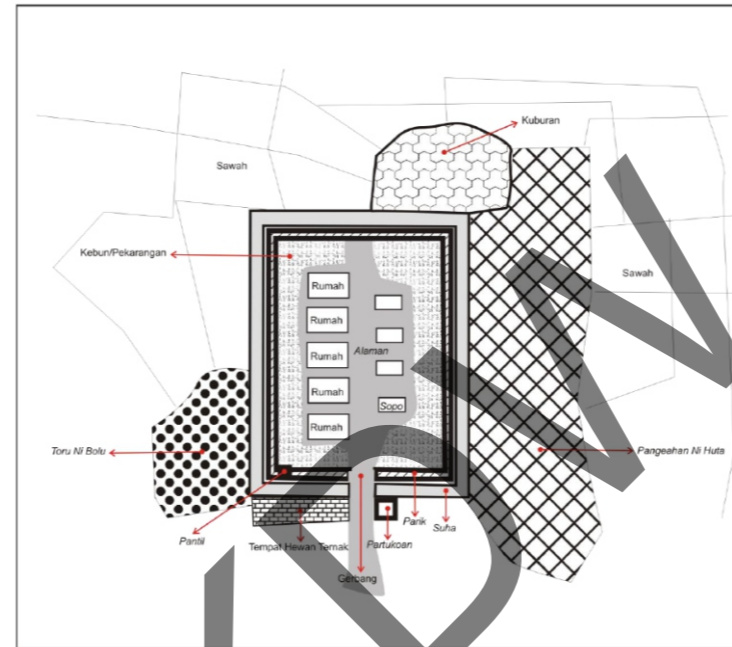 Kuburan
Sawah
Kebun/Pekarangan
Sawah
Rumah
Rumah
Alaman
Rumah
Rumah
Sopo
Rumah
Toru Ni Bolu
Pangeahan Ni Huta
Pantil
Tempat Hewan Ternak
Partukoan
Parik
Suha
Gerbang